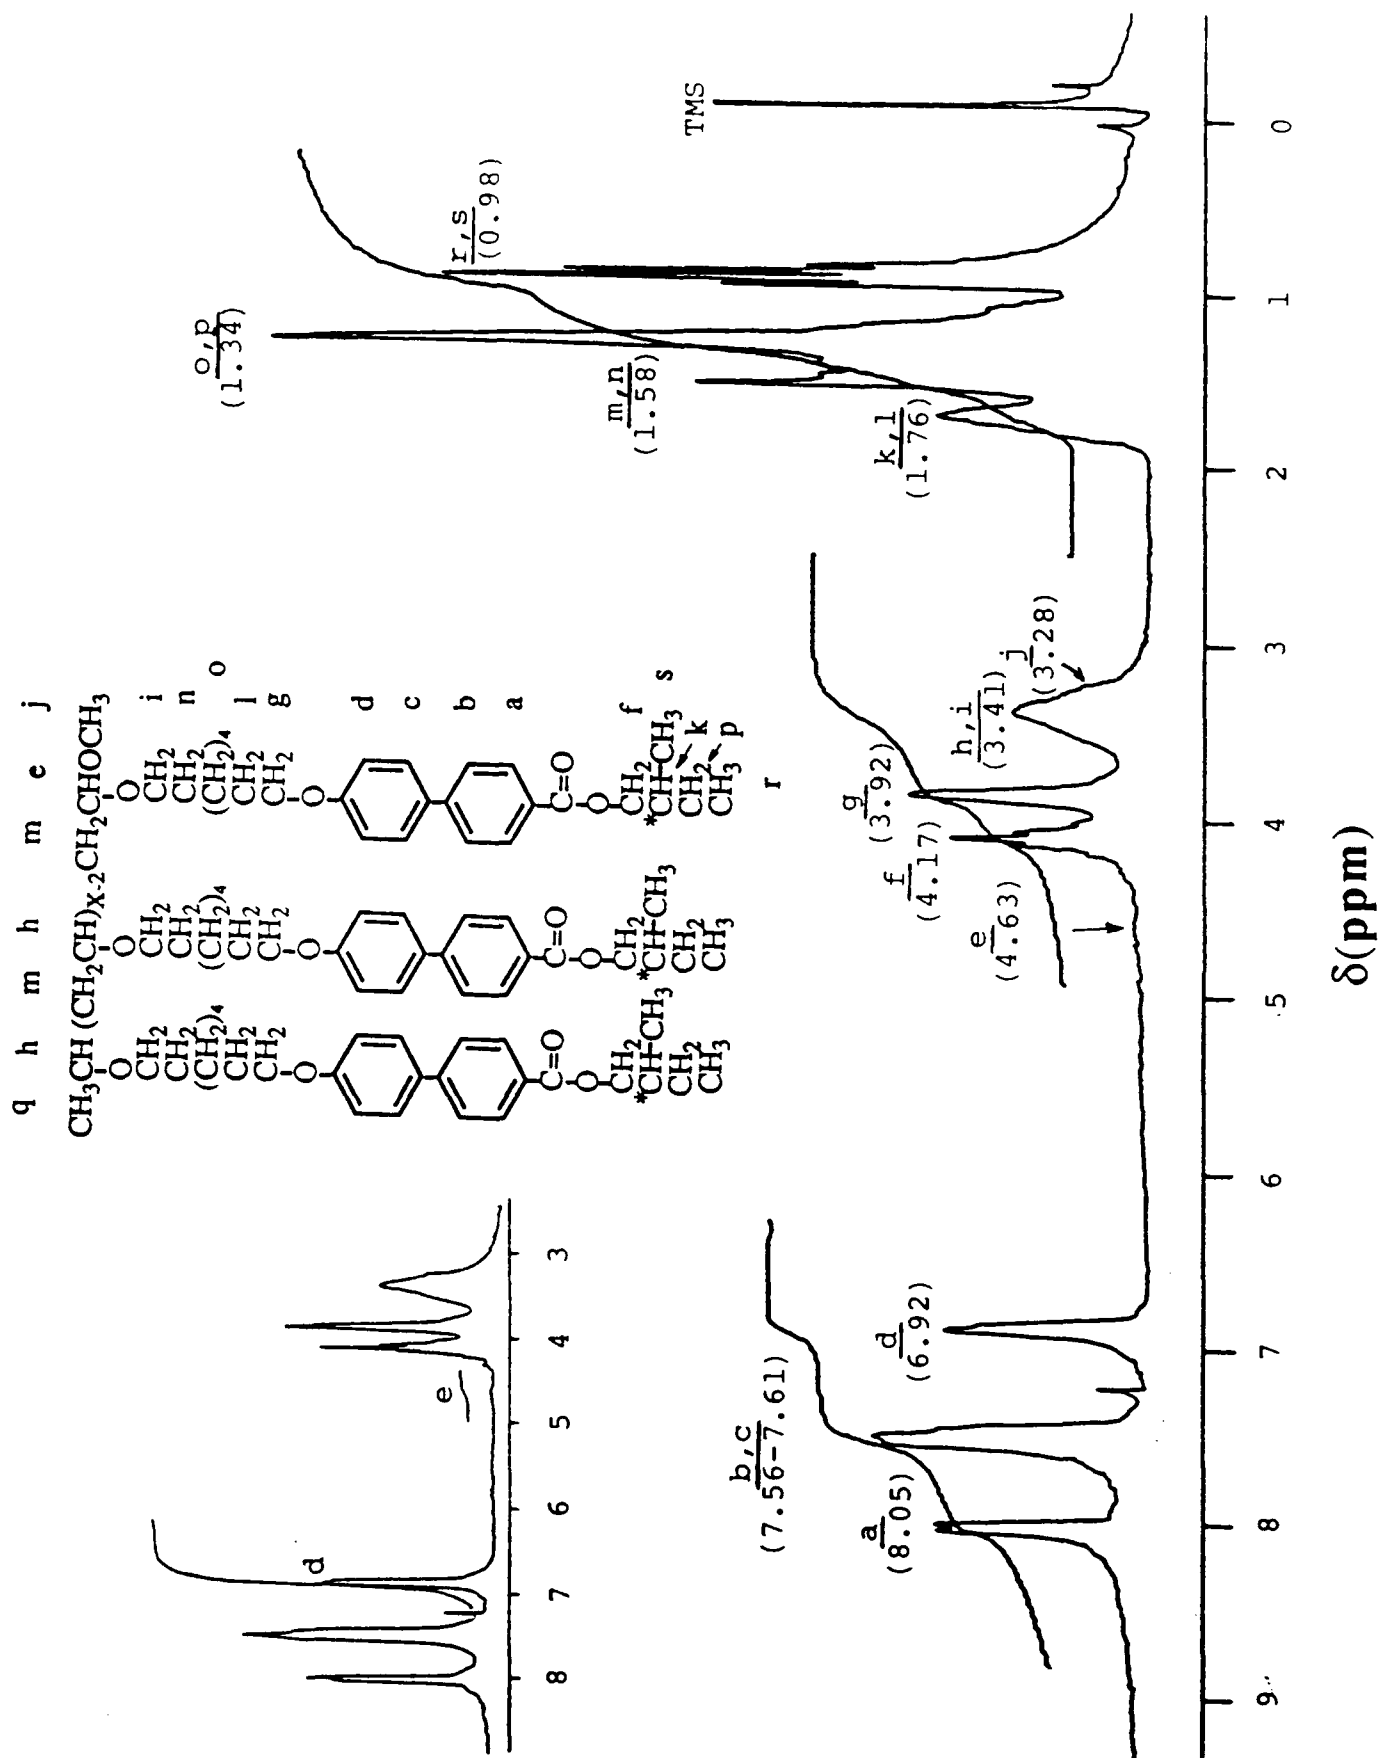 q h m h m e j
CH3CH (CH2CH)X-2CH2CHOCH3
O O O
CH2 CH2 CH2 i
CH2 CH2 CH2 n
(CH2)4 (CH2)4 (CH2)4 o
CH2 CH2 CH2 l
CH2 CH2 CH2 g
O O O
d
c
b
a
C=O C=O C=O
O O O
CH2 CH2 CH2 f
*CH-CH3 *CH-CH3 *CH-CH3 s
CH2 CH2 CH2 k
CH3 CH3 CH3 p
r
d
e
8 7 6 5 4 3
b,c
(7.56-7.61)
a
(8.05)
d
(6.92)
e
(4.63)
f
(4.17)
g
(3.92)
h,i
(3.41)
j
(3.28)
k,l
(1.76)
m,n
(1.58)
o,p
(1.34)
r,s
(0.98)
TMS
9 8 7 6 5 4 3 2 1 0
δ(ppm)